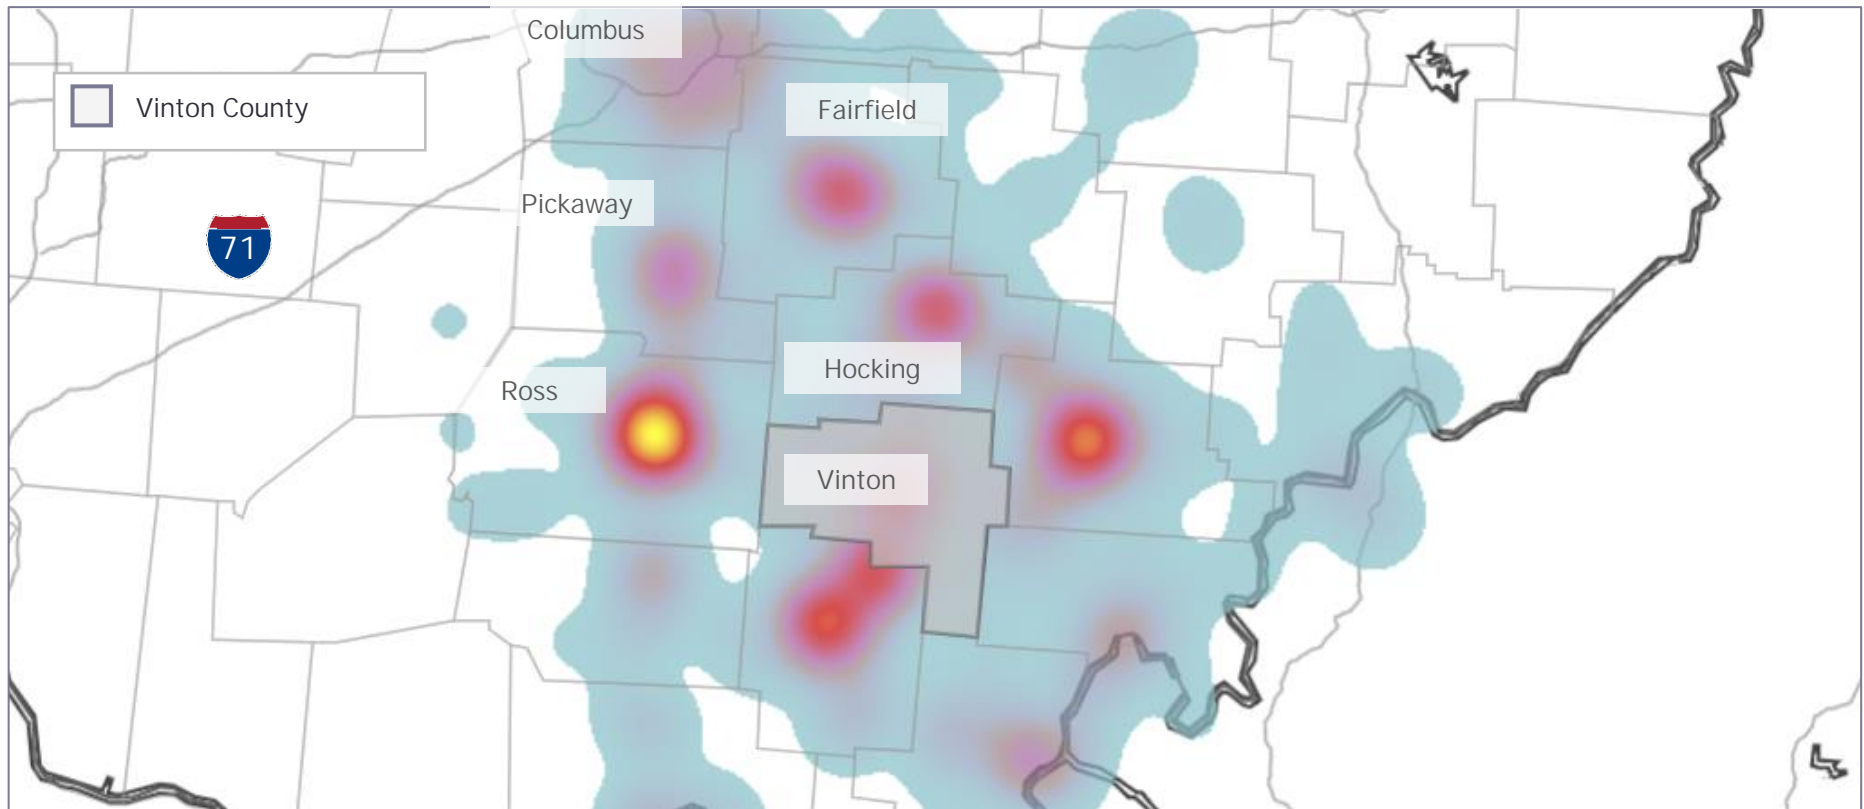 Columbus
Vinton County
Fairfield
Pickaway
71
Hocking
Ross
Vinton